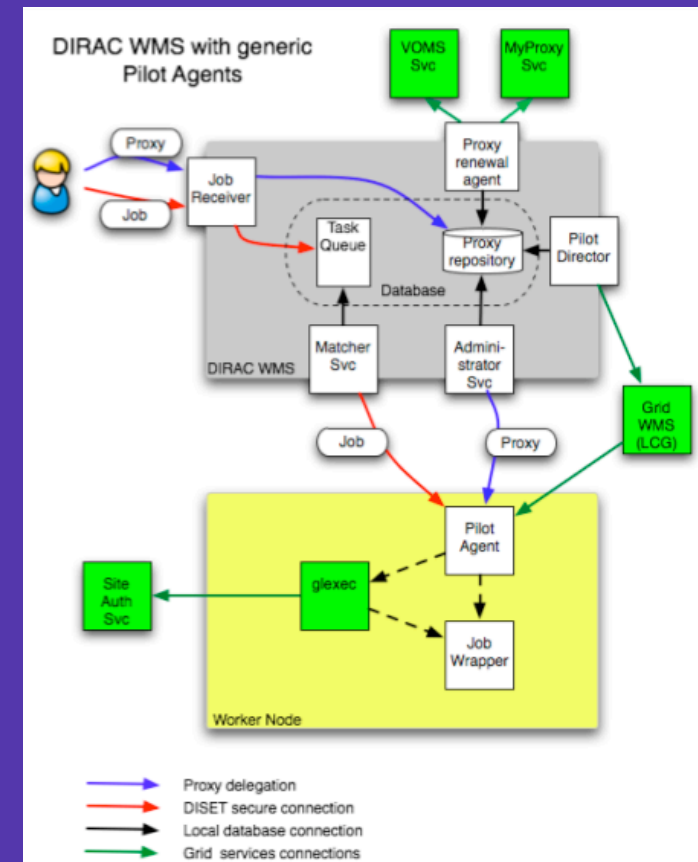 DIRAC WMS with generic
Pilot Agents
VOMS
Svc
MyProxy
Svc
Proxy
Job
Job
Receiver
Proxy
renewal
agent
Task
Queue
Proxy
repository
Pilot
Director
Database
Matcher
Svc
Admini-
strator
Svc
DIRAC WMS
Job
Proxy
Grid
WMS
(LCG)
Pilot
Agent
Site
Auth
Svc
glexec
Job
Wrapper
Worker Node
Proxy delegation
DISET secure connection
Local database connection
Grid services connections